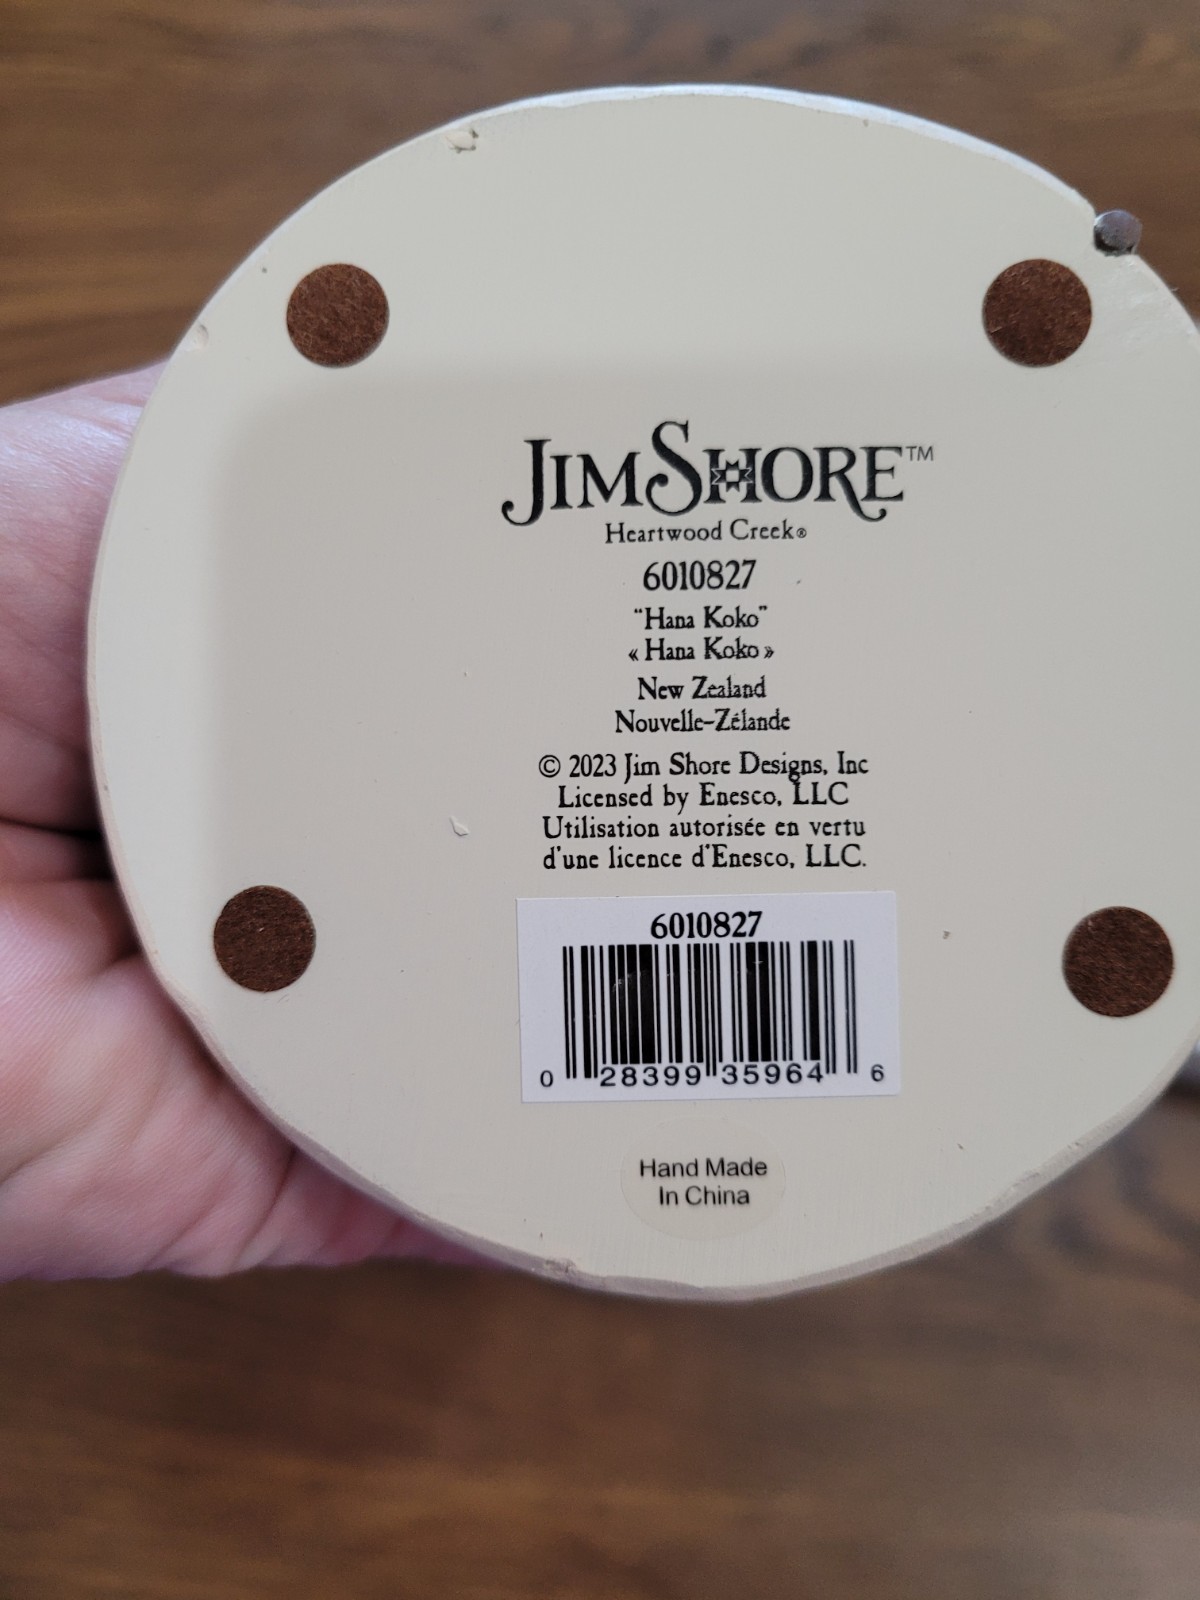 JIM SHORE™
Heartwood Creek®
6010827
“Hana Koko”
« Hana Koko »
New Zealand
Nouvelle-Zélande
© 2023 Jim Shore Designs, Inc
Licensed by Enesco, LLC
Utilisation autorisée en vertu
d'une licence d'Enesco, LLC.
6010827
0 28399 35964 6
Hand Made
In China